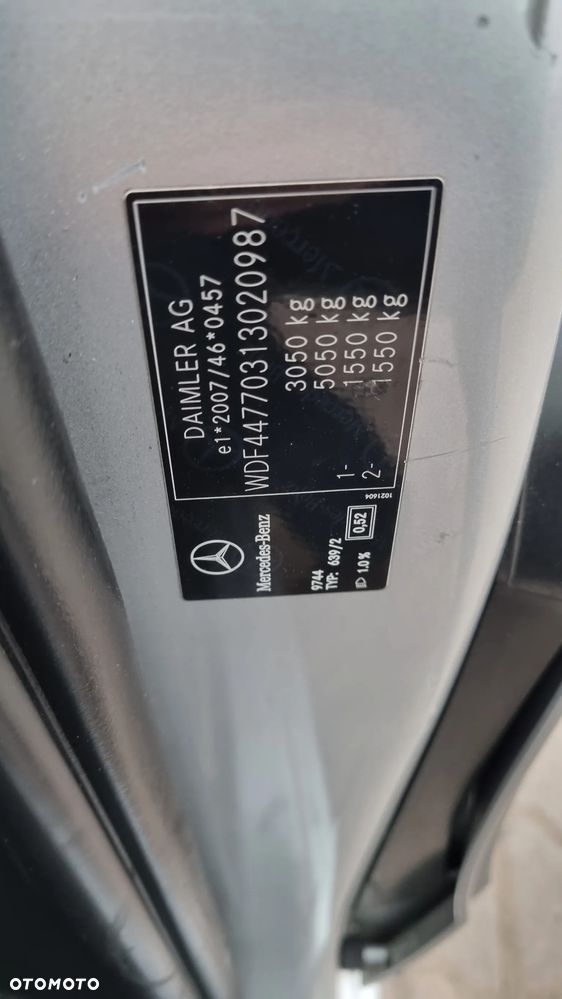 DAIMLER AG
e1*2007/46*0457
WDF44770313020987
3050 kg
5050 kg
1- 1550 kg
2- 1550 kg
Mercedes-Benz
1021604
9744
TYP: 639/2
1.0% 0,52
OTOMOTO